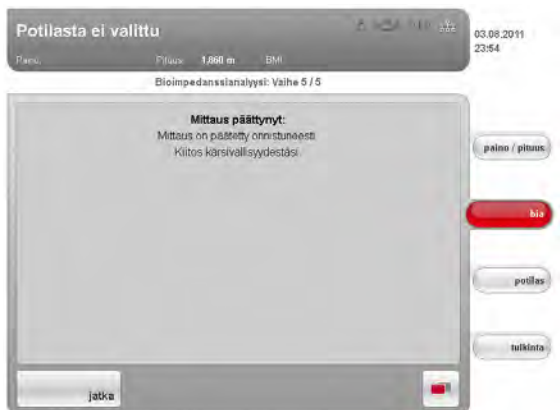 Potilasta ei valittu
03.08.2011
23:54
Paino: Pituus: 1,860 m BMI:
Bioimpedanssianalyysi: Vaihe 5 / 5
Mittaus päättynyt:
Mittaus on päätetty onnistuneesti.
Kiitos kärsivällisyydestäsi.
paino / pituus
bia
potilas
tulkinta
jatka